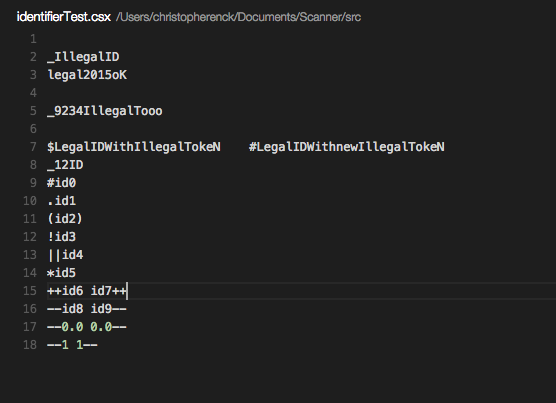 identifierTest.csx /Users/christopherenck/Documents/Scanner/src
1
2 _IllegalID
3 legal2015oK
4
5 _9234IllegalTooo
6
7 $LegalIDWithIllegalTokeN    #LegalIDWithnewIllegalTokeN
8 _12ID
9 #id0
10 .id1
11 (id2)
12 !id3
13 ||id4
14 *id5
15 ++id6 id7++
16 --id8 id9--
17 --0.0 0.0--
18 --1 1--